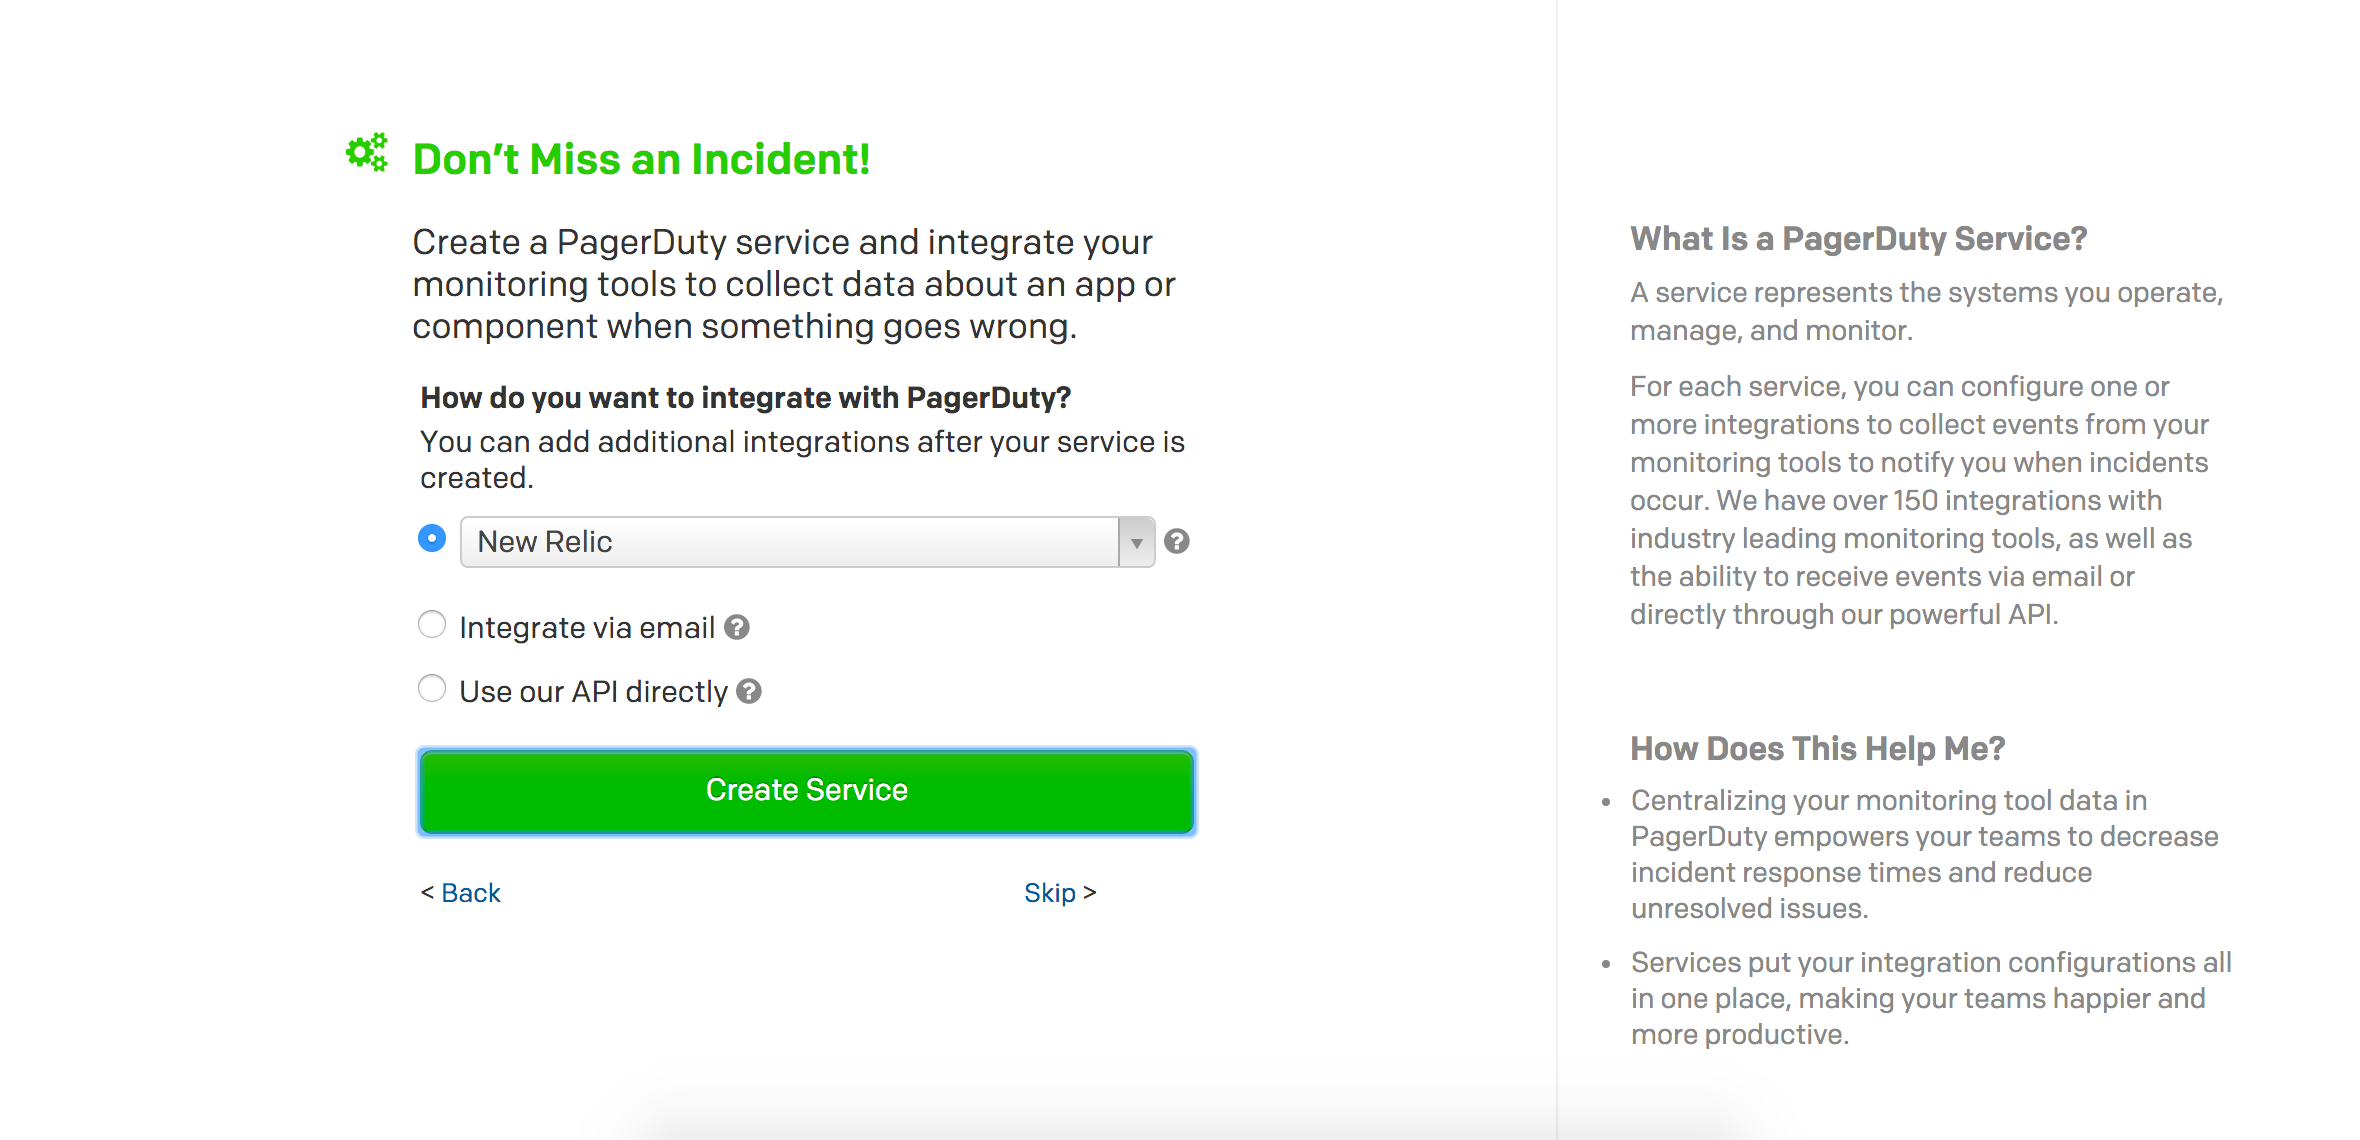 Don’t Miss an Incident!
Create a PagerDuty service and integrate your
monitoring tools to collect data about an app or
component when something goes wrong.
How do you want to integrate with PagerDuty?
You can add additional integrations after your service is
created.
New Relic
?
Integrate via email ?
Use our API directly ?
Create Service
< Back
Skip >
What Is a PagerDuty Service?
A service represents the systems you operate,
manage, and monitor.
For each service, you can configure one or
more integrations to collect events from your
monitoring tools to notify you when incidents
occur. We have over 150 integrations with
industry leading monitoring tools, as well as
the ability to receive events via email or
directly through our powerful API.
How Does This Help Me?
• Centralizing your monitoring tool data in
PagerDuty empowers your teams to decrease
incident response times and reduce
unresolved issues.
• Services put your integration configurations all
in one place, making your teams happier and
more productive.